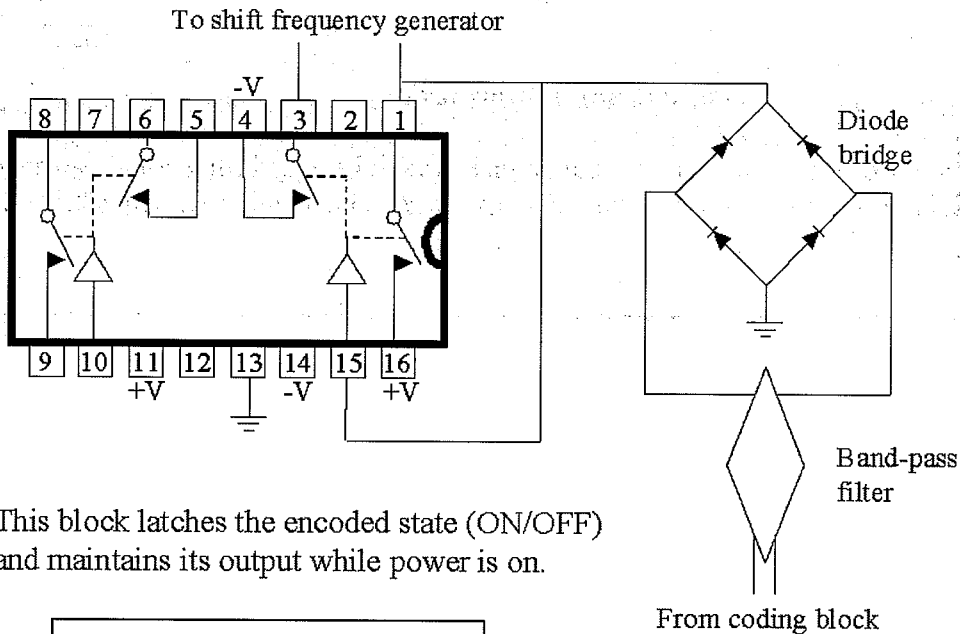 To shift frequency generator
-V
8 7 6 5 4 3 2 1
Diode
bridge
9 10 11 12 13 14 15 16
+V -V +V
Band-pass
filter
This block latches the encoded state (ON/OFF)
and maintains its output while power is on.
From coding block